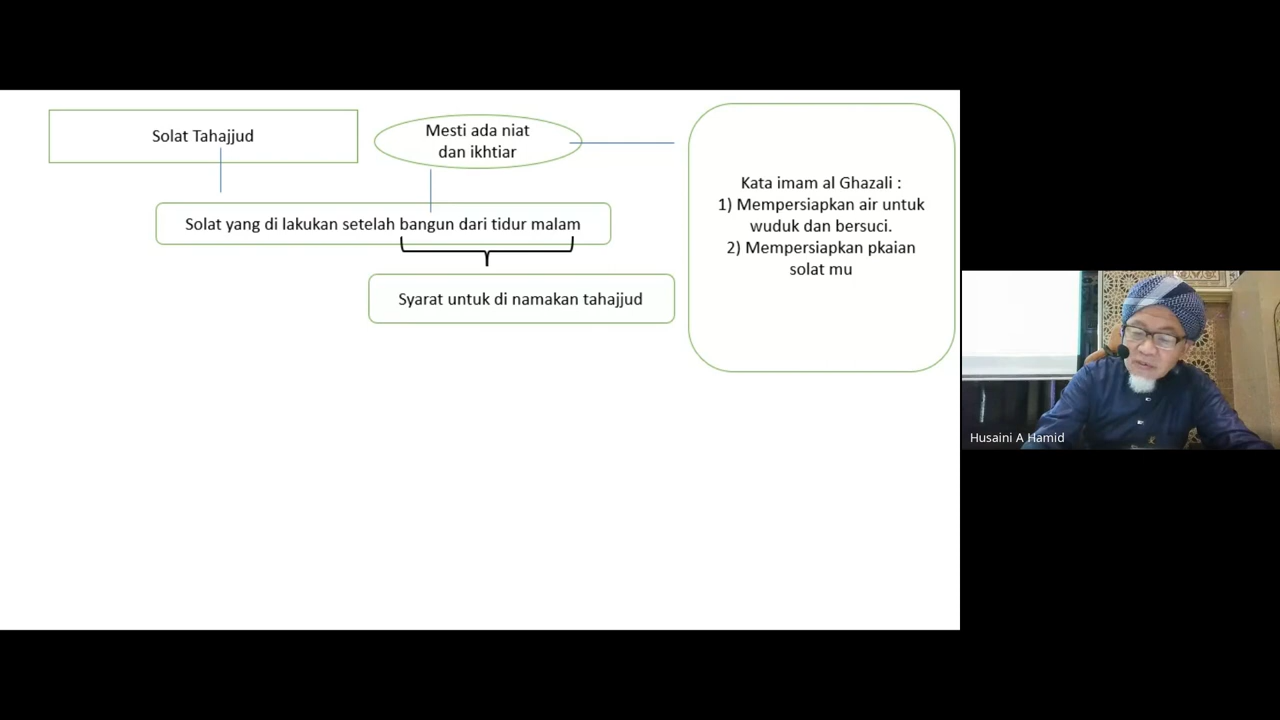 Solat Tahajjud
Mesti ada niat
dan ikhtiar
Solat yang di lakukan setelah bangun dari tidur malam
Syarat untuk di namakan tahajjud
Kata imam al Ghazali :
1) Mempersiapkan air untuk
wuduk dan bersuci.
2) Mempersiapkan pkaian
solat mu
Husaini A Hamid